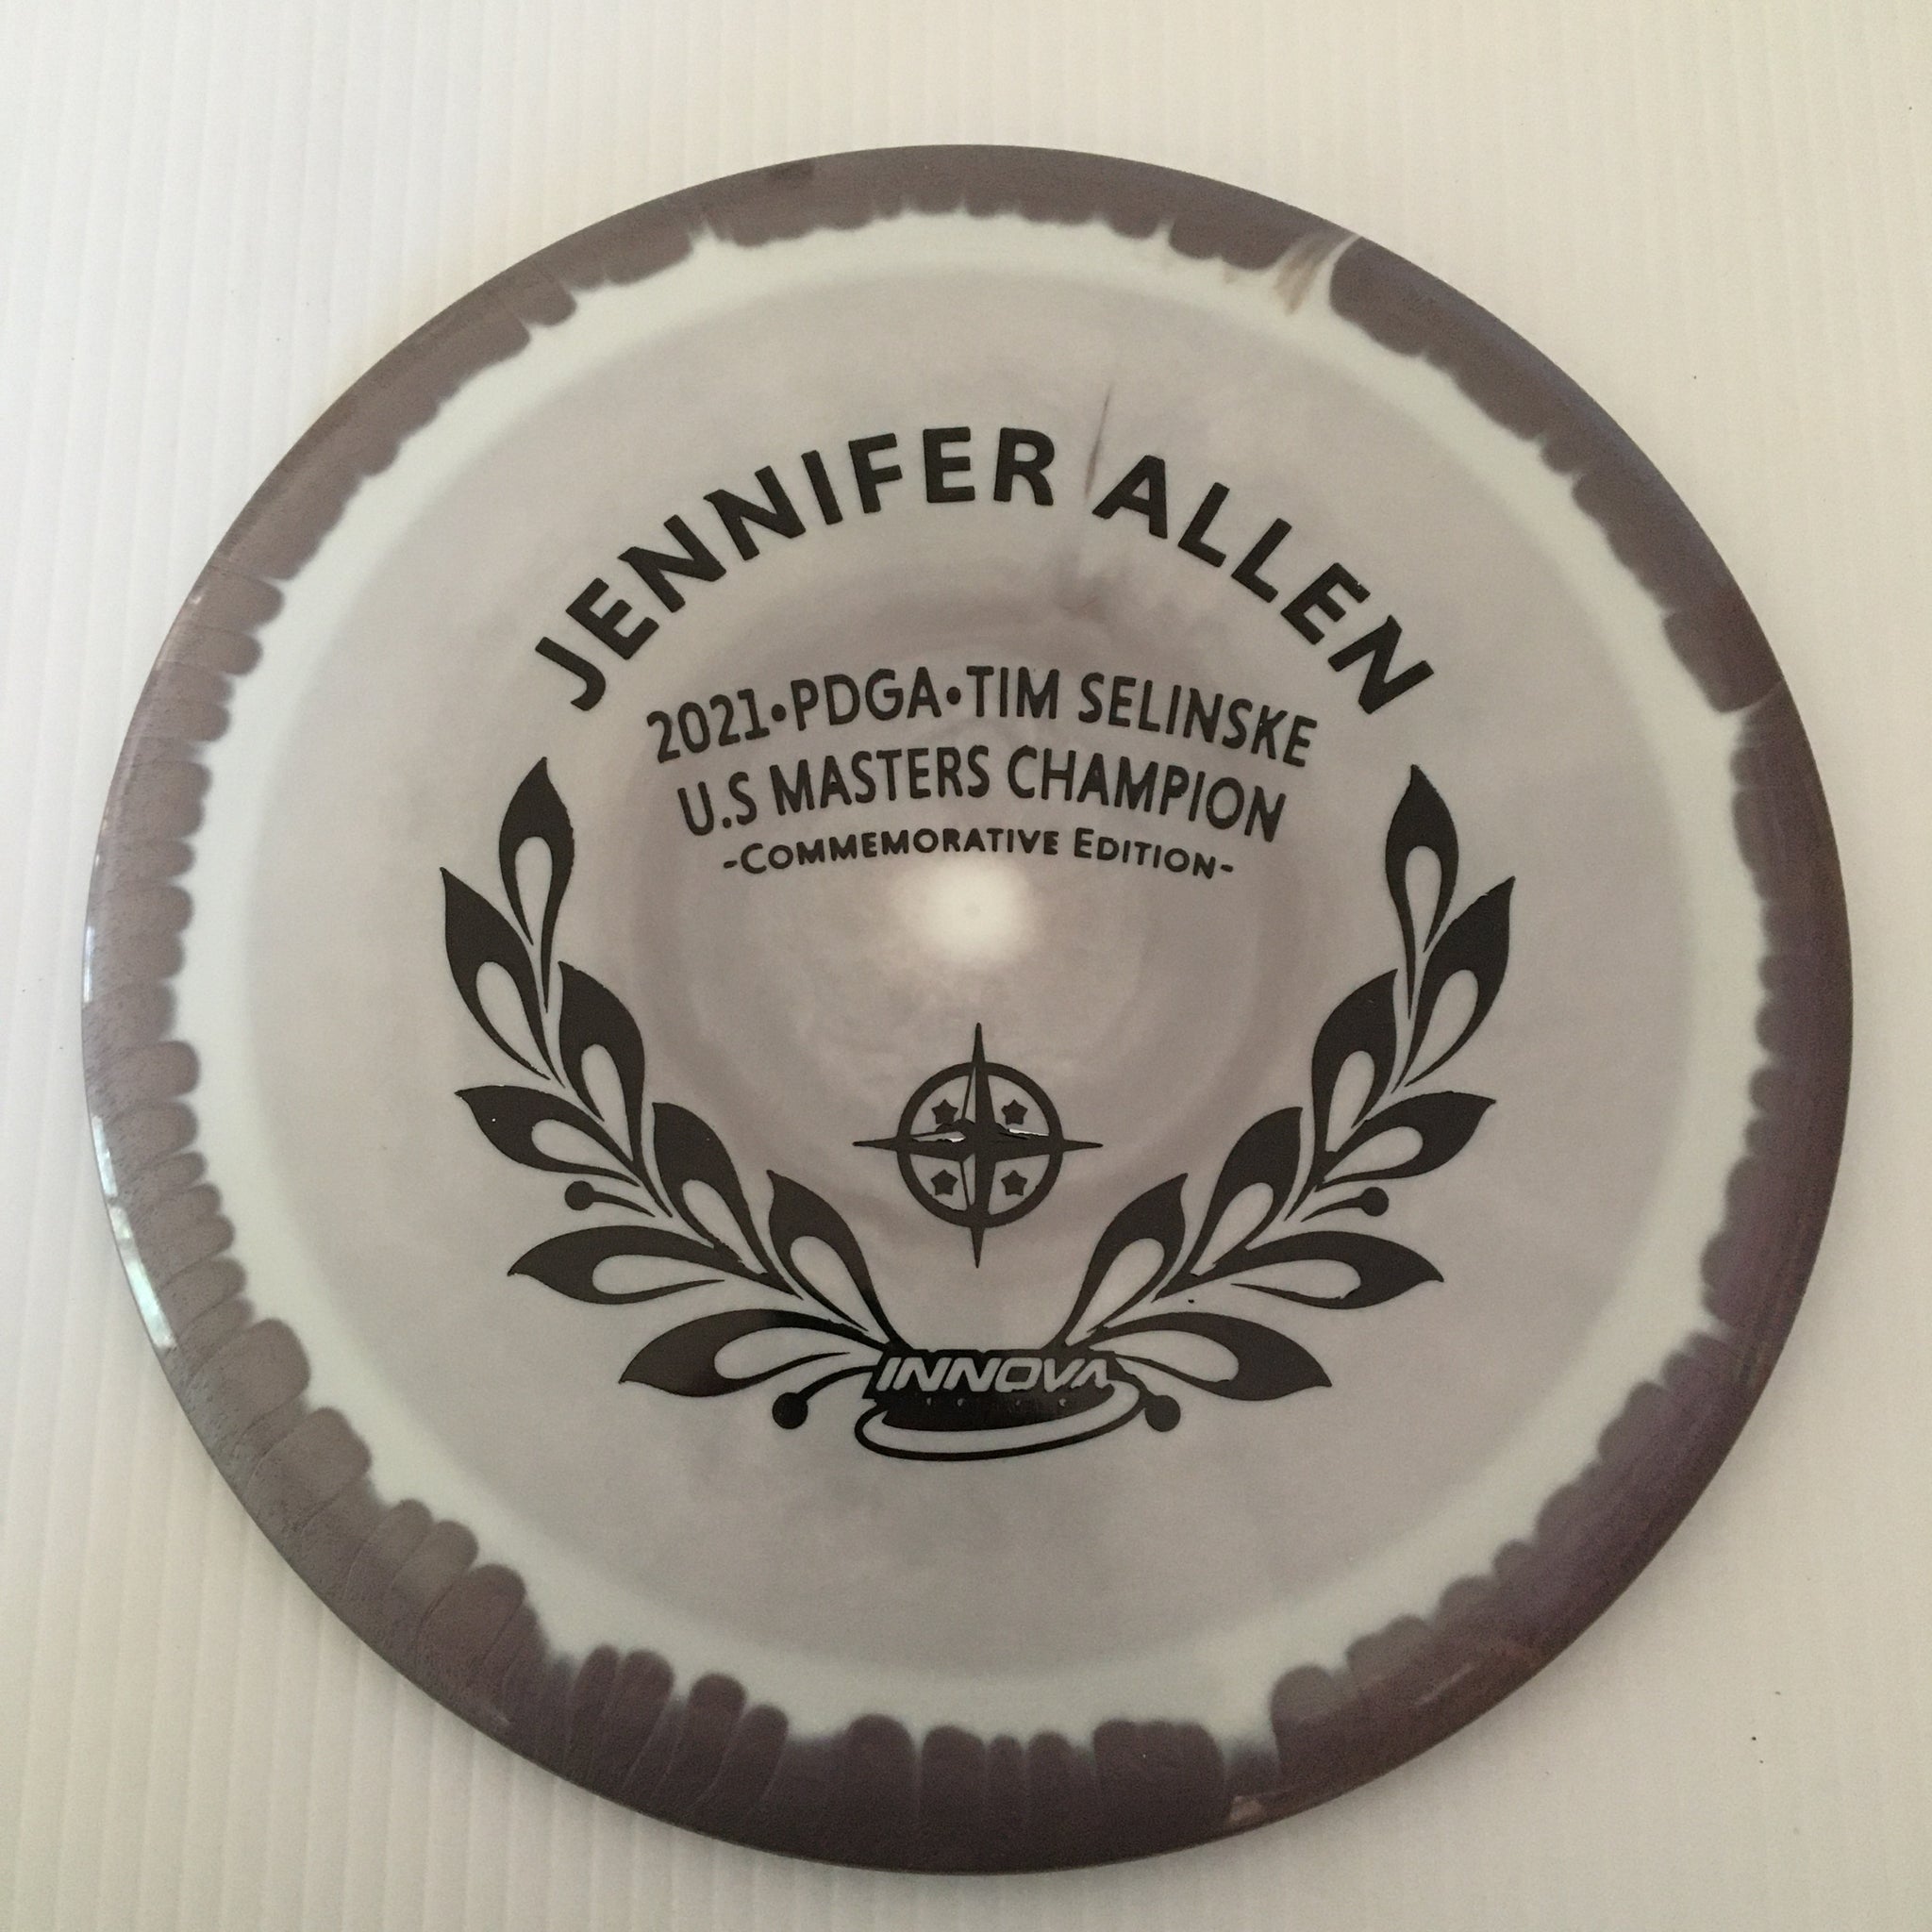 JENNIFER ALLEN
2021•PDGA•TIM SELINSKE
U.S MASTERS CHAMPION
-COMMEMORATIVE EDITION-
INNOVA